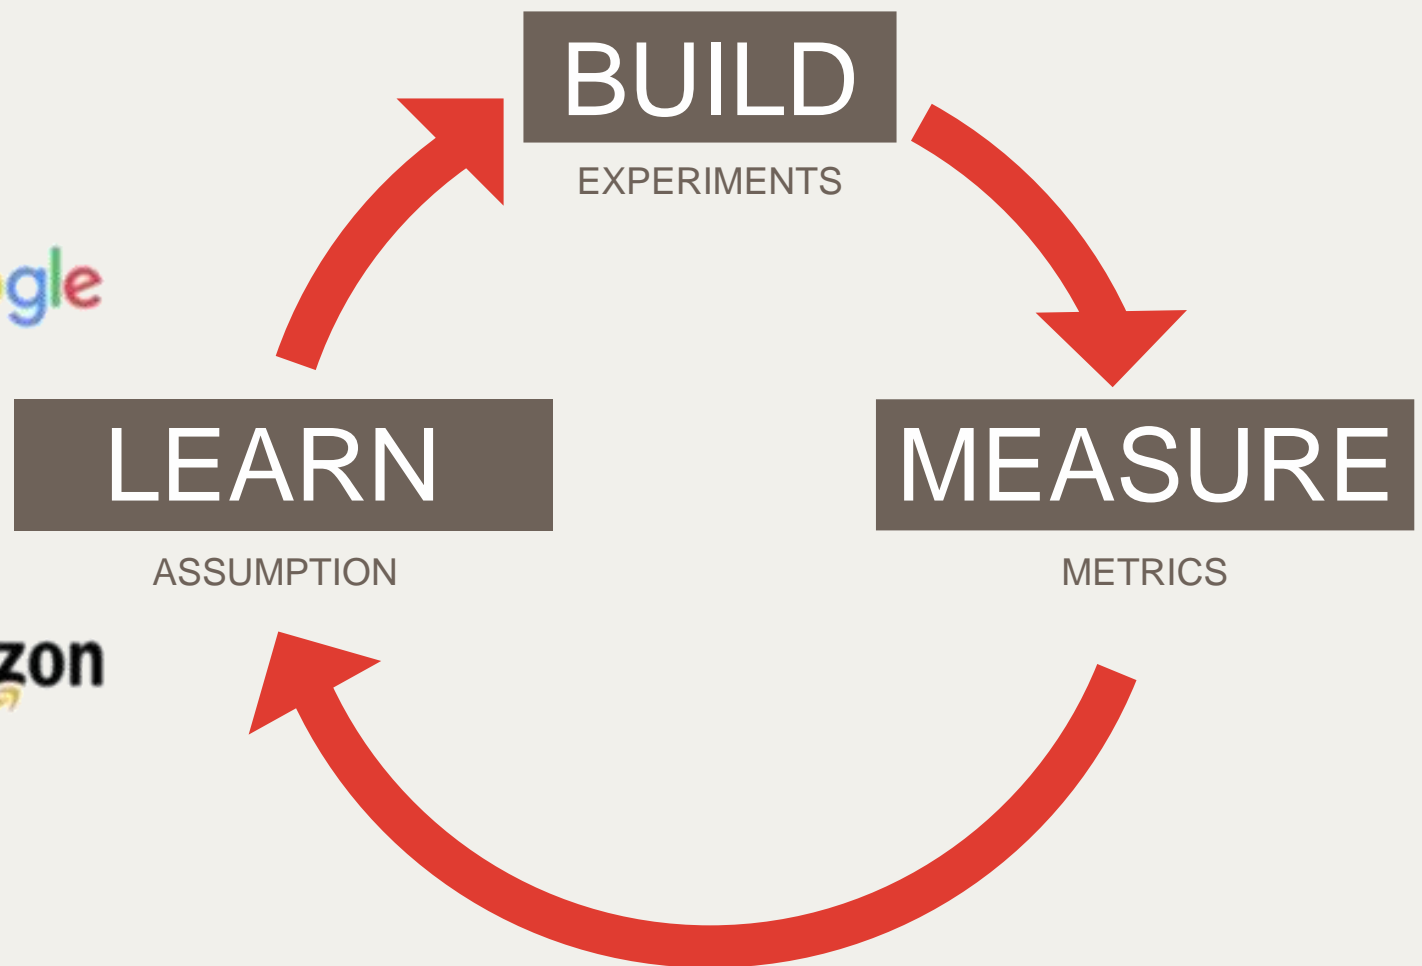 BUILD
EXPERIMENTS
gle
LEARN
MEASURE
ASSUMPTION
METRICS
zon